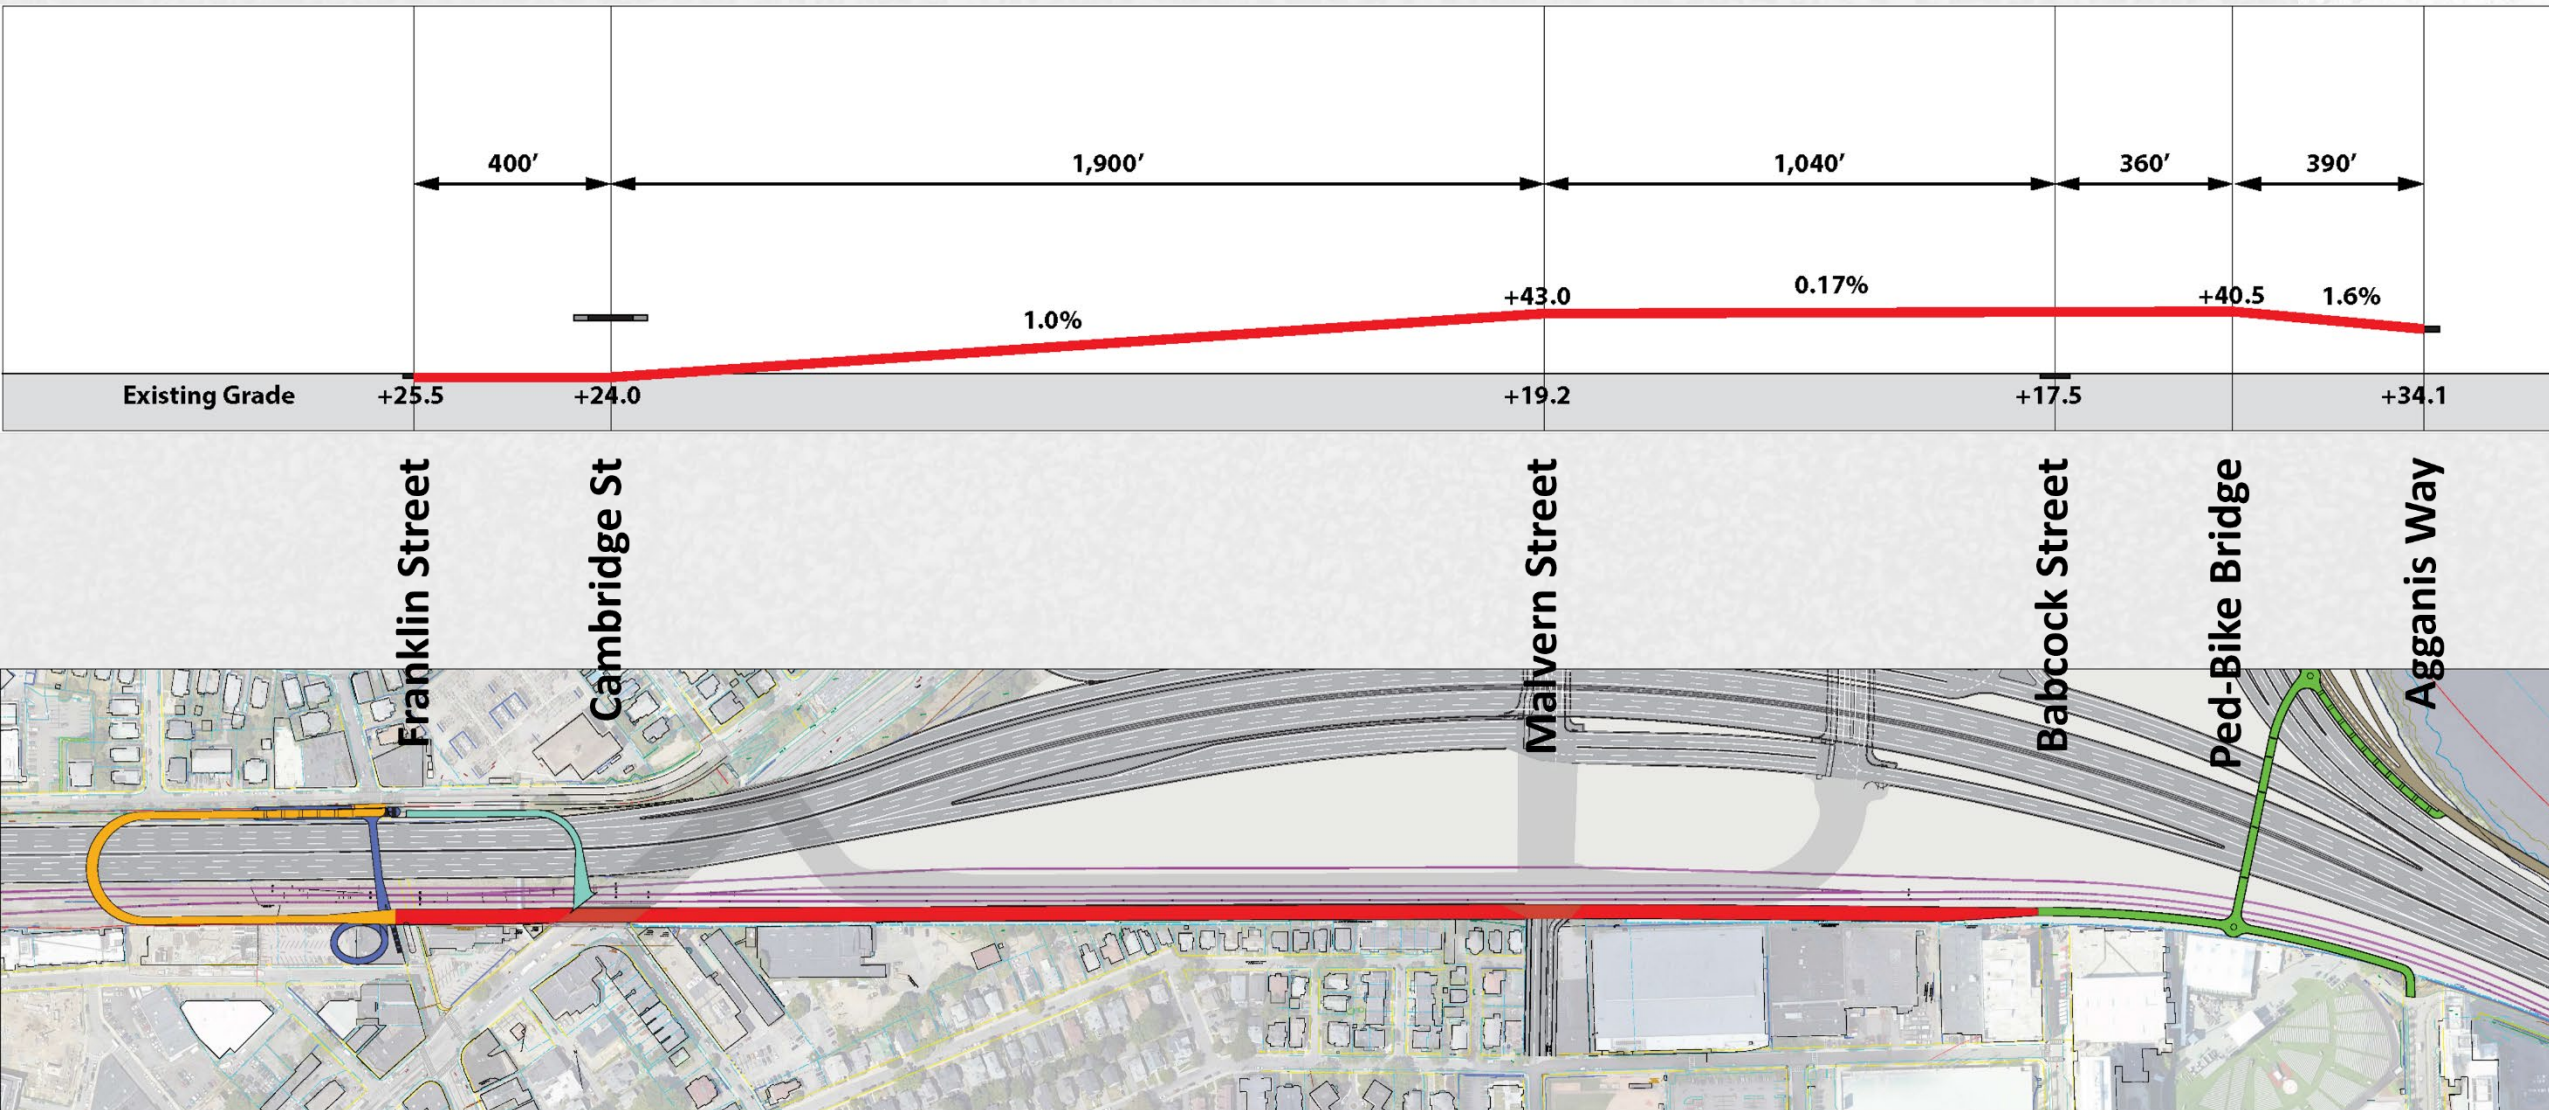 400′
1,900′
1,040′
360′
390′
1.0%
+43.0
0.17%
+40.5
1.6%
Existing Grade
+25.5
+24.0
+19.2
+17.5
+34.1
Franklin Street
Cambridge St
Malvern Street
Babcock Street
Ped-Bike Bridge
Agganis Way